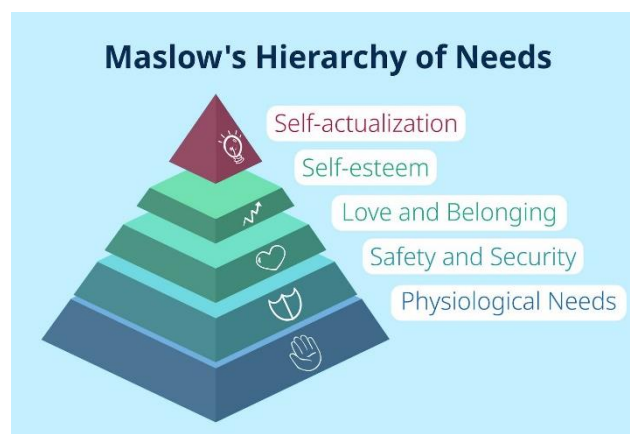 Maslow's Hierarchy of Needs
Self-actualization
Self-esteem
Love and Belonging
Safety and Security
Physiological Needs